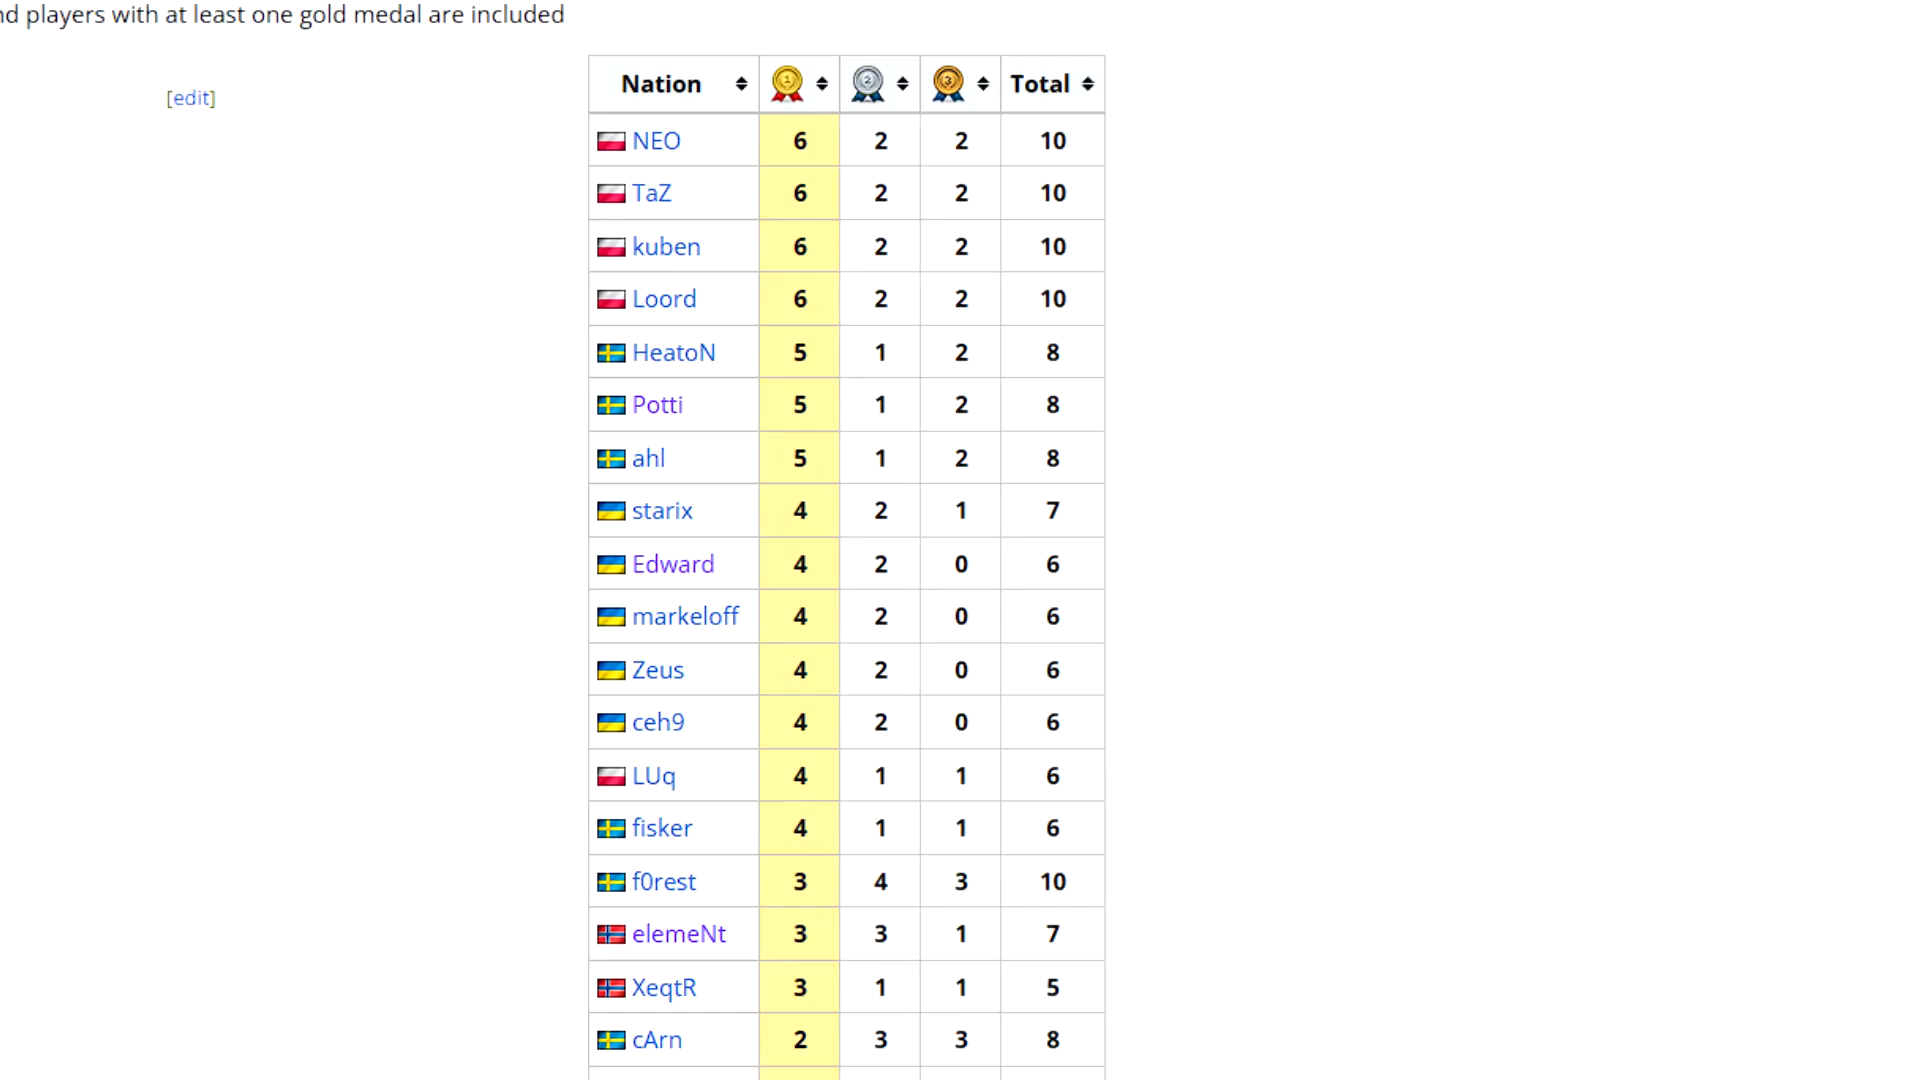 nd players with at least one gold medal are included
[edit]
Nation 1 2 3 Total
NEO 6 2 2 10
TaZ 6 2 2 10
kuben 6 2 2 10
Loord 6 2 2 10
HeatoN 5 1 2 8
Potti 5 1 2 8
ahl 5 1 2 8
starix 4 2 1 7
Edward 4 2 0 6
markeloff 4 2 0 6
Zeus 4 2 0 6
ceh9 4 2 0 6
LUq 4 1 1 6
fisker 4 1 1 6
f0rest 3 4 3 10
elemeNt 3 3 1 7
XeqtR 3 1 1 5
cArn 2 3 3 8